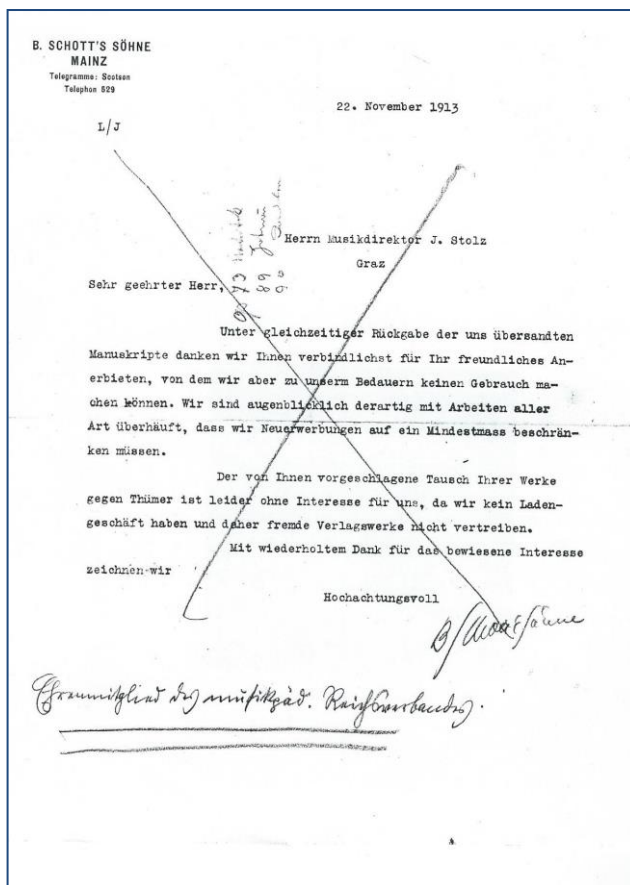 B. SCHOTT'S SÖHNE
MAINZ
Telegramme: Scotson
Telephon 529
22. November 1913
L/J
Herrn Musikdirektor J. Stolz
Graz
Sehr geehrter Herr,
Unter gleichzeitiger Rückgabe der uns übersandten
Manuskripte danken wir Ihnen verbindlichst für Ihr freundliches An-
erbieten, von dem wir aber zu unserm Bedauern keinen Gebrauch ma-
chen können. Wir sind augenblicklich derartig mit Arbeiten aller
Art überhäuft, dass wir Neuerwerbungen auf ein Mindestmass beschrän-
ken müssen.
Der von Ihnen vorgeschlagene Tausch Ihrer Werke
gegen Thümer ist leider ohne Interesse für uns, da wir kein Laden-
geschäft haben und daher fremde Verlagswerke nicht vertreiben.
Mit wiederholtem Dank für das bewiesene Interesse
zeichnen wir
Hochachtungsvoll
B Schott Söhne
Ehrenmitglied des musikpäd. Reichsverbandes.